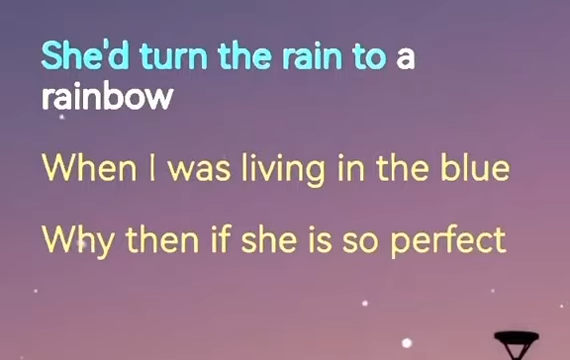 She'd turn the rain to a
rainbow
When I was living in the blue
Why then if she is so perfect